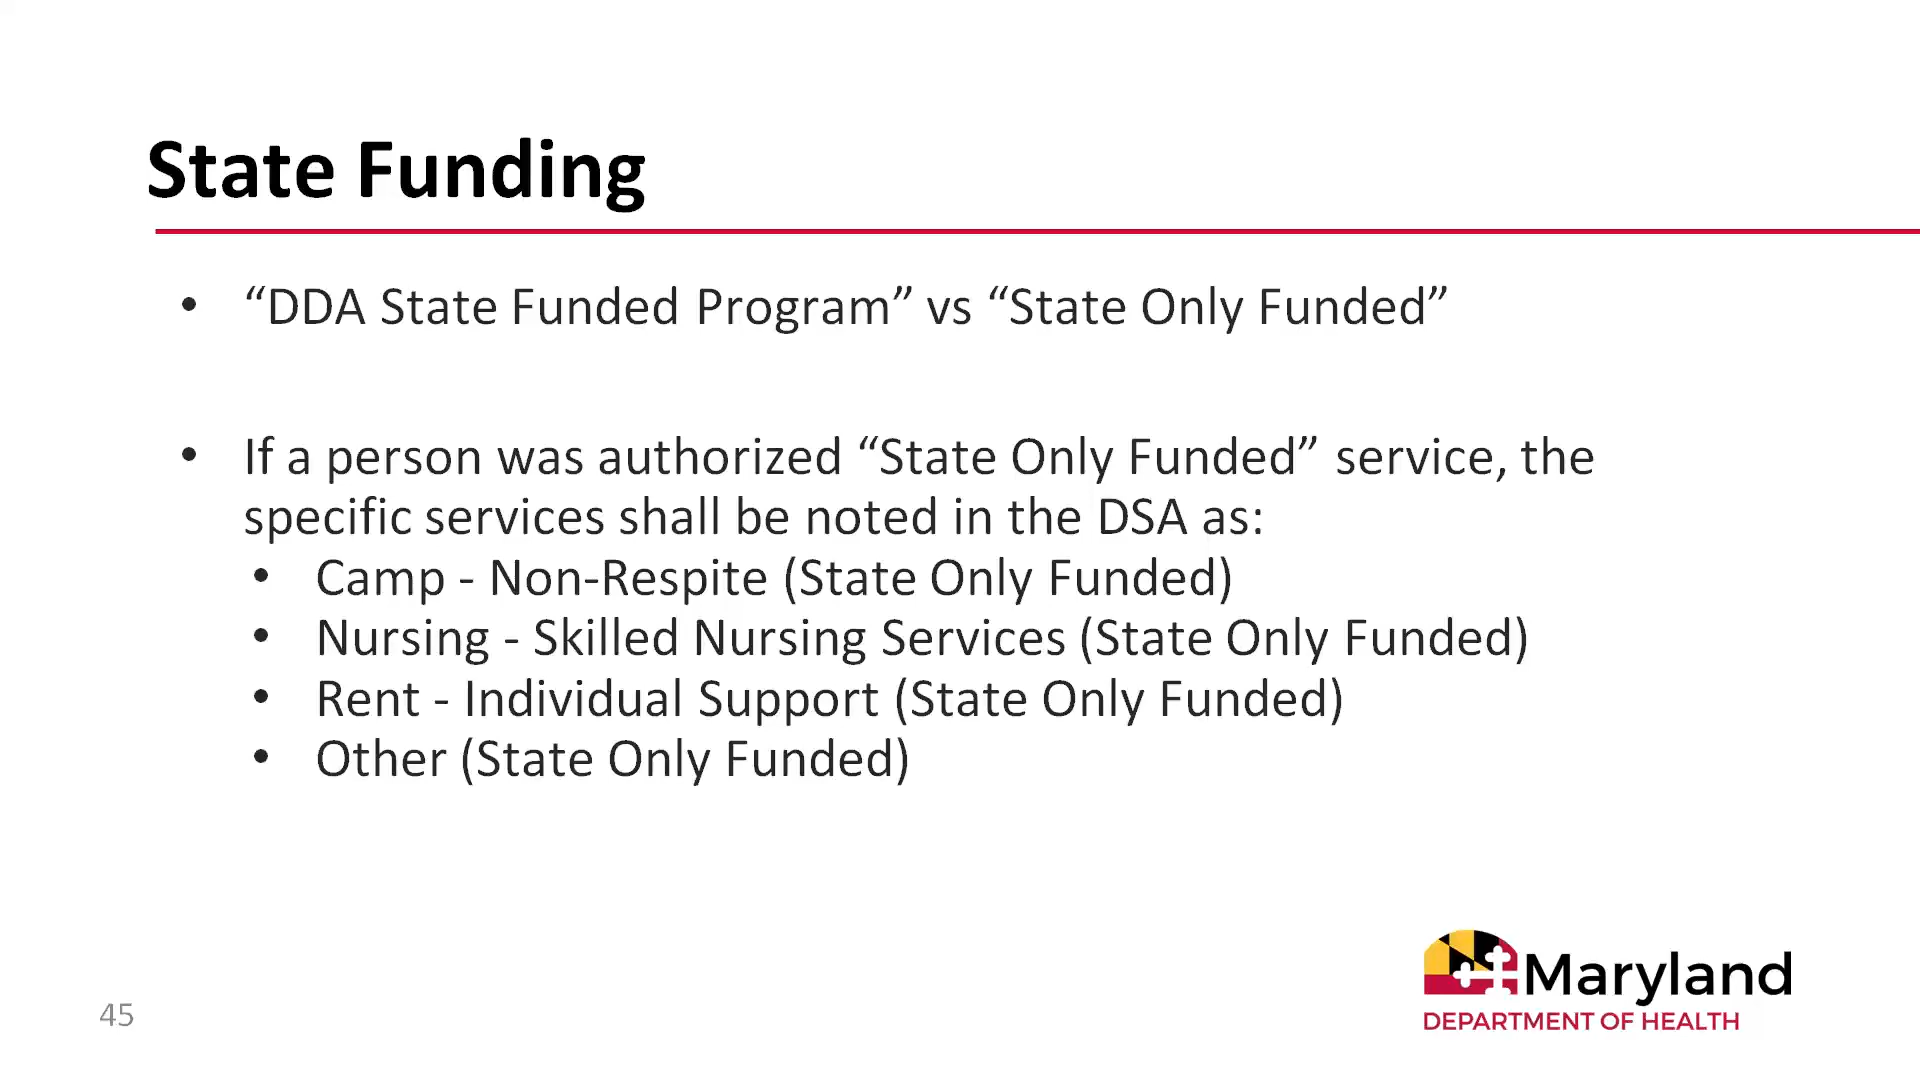 State Funding
• “DDA State Funded Program” vs “State Only Funded”
• If a person was authorized “State Only Funded” service, the
specific services shall be noted in the DSA as:
• Camp - Non-Respite (State Only Funded)
• Nursing - Skilled Nursing Services (State Only Funded)
• Rent - Individual Support (State Only Funded)
• Other (State Only Funded)
45
Maryland
DEPARTMENT OF HEALTH